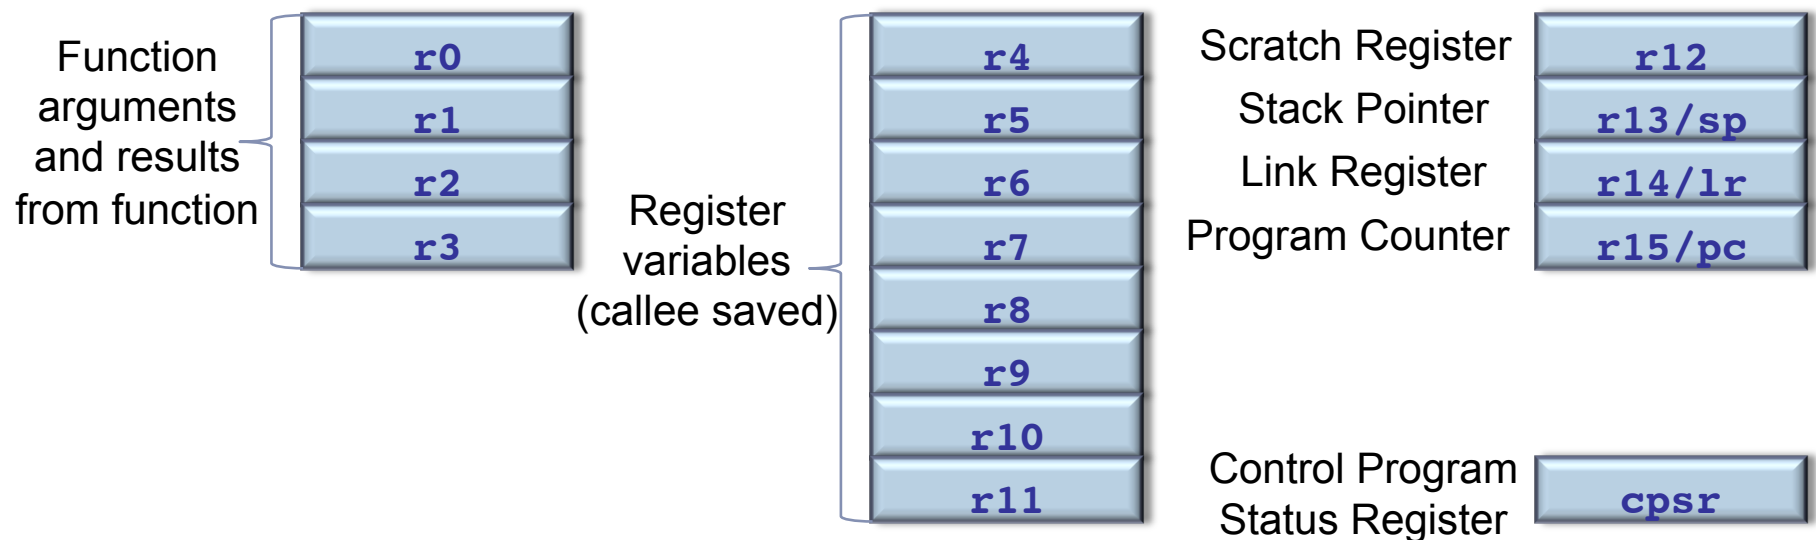 Function
arguments
and results
from function
r0
r1
r2
r3
Register
variables
(callee saved)
r4
r5
r6
r7
r8
r9
r10
r11
Scratch Register
r12
Stack Pointer
r13/sp
Link Register
r14/lr
Program Counter
r15/pc
Control Program
Status Register
cpsr